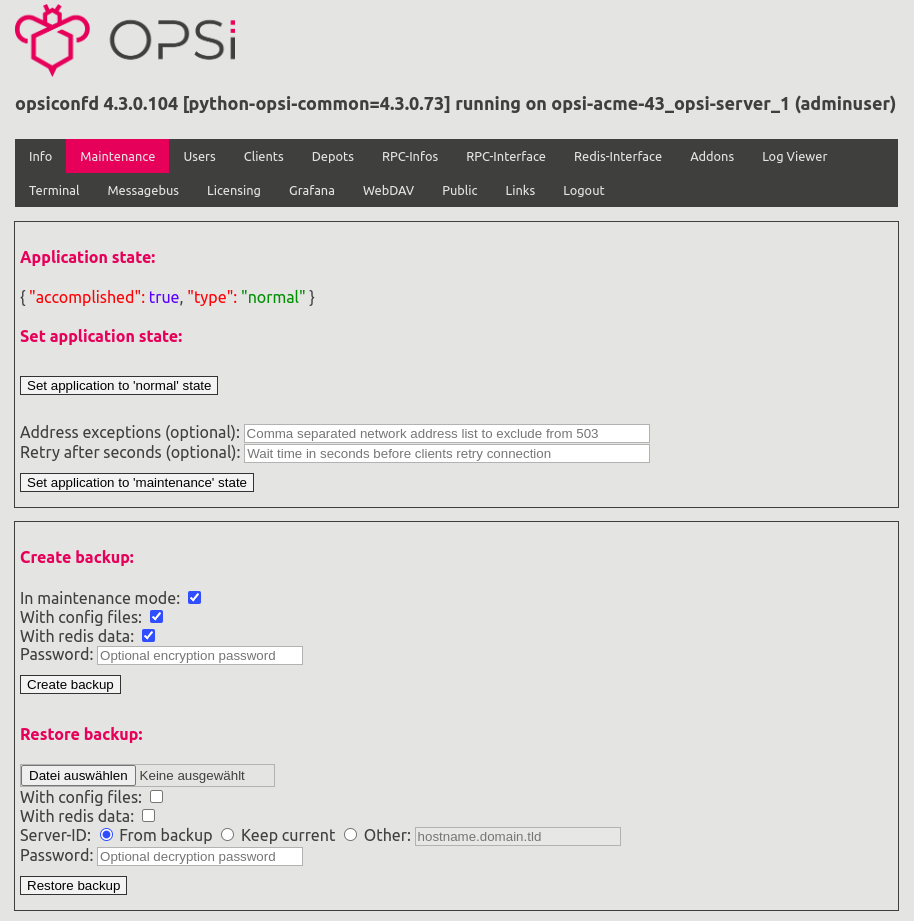 OPSi
opsiconfd 4.3.0.104 [python-opsi-common=4.3.0.73] running on opsi-acme-43_opsi-server_1 (adminuser)
Info Maintenance Users Clients Depots RPC-Infos RPC-Interface Redis-Interface Addons Log Viewer
Terminal Messagebus Licensing Grafana WebDAV Public Links Logout
Application state:
{ "accomplished": true, "type": "normal" }
Set application state:
Set application to 'normal' state
Address exceptions (optional): Comma separated network address list to exclude from 503
Retry after seconds (optional): Wait time in seconds before clients retry connection
Set application to 'maintenance' state
Create backup:
In maintenance mode:
With config files:
With redis data:
Password: Optional encryption password
Create backup
Restore backup:
Datei auswählen Keine ausgewählt
With config files:
With redis data:
Server-ID: From backup Keep current Other: hostname.domain.tld
Password: Optional decryption password
Restore backup